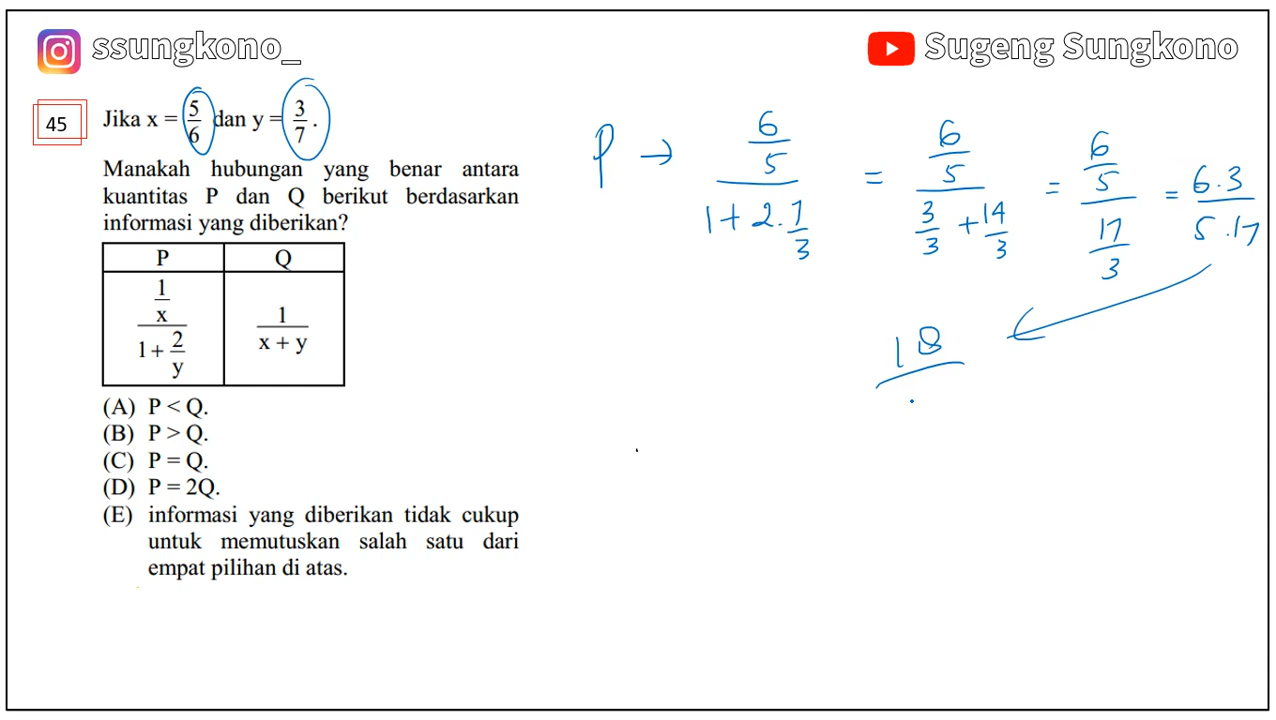 ssungkono_
Sugeng Sungkono
45
Jika x = 5/6 dan y = 3/7.
Manakah hubungan yang benar antara
kuantitas P dan Q berikut berdasarkan
informasi yang diberikan?
P Q
(1/x)/(1 + 2/y) 1/(x + y)
(A) P < Q.
(B) P > Q.
(C) P = Q.
(D) P = 2Q.
(E) informasi yang diberikan tidak cukup
untuk memutuskan salah satu dari
empat pilihan di atas.
P → (6/5)/(1 + 2.7/3) = (6/5)/(3/3 + 14/3) = (6/5)/(17/3) = 6.3/5.17
18